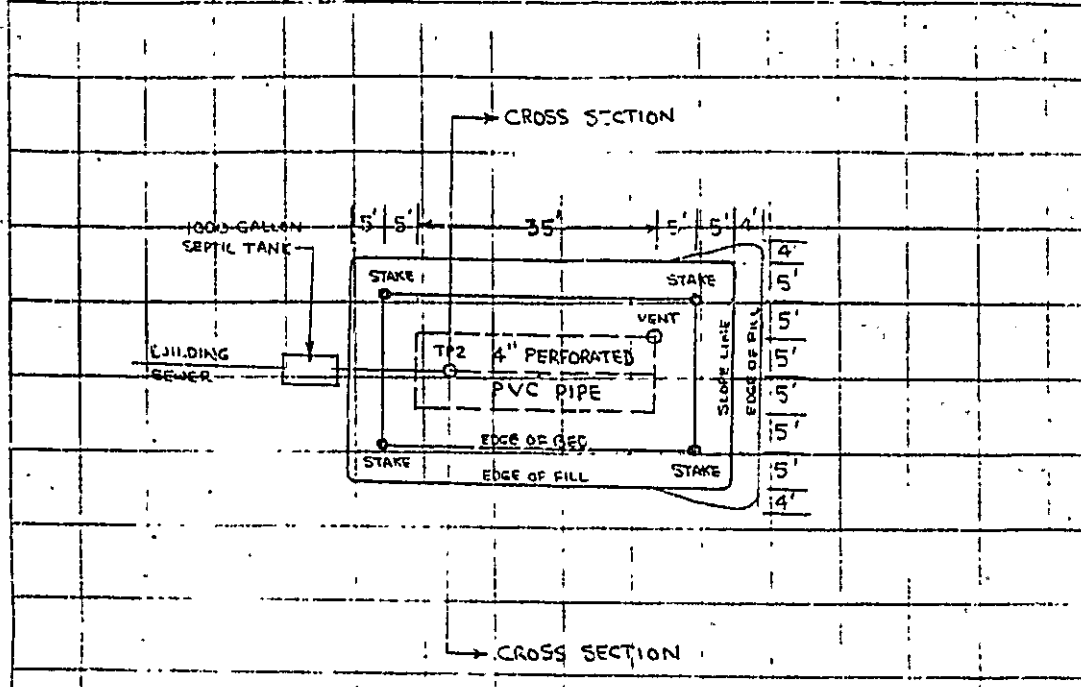 CROSS SECTION
5' 5' 35' 5' 5' 4'
1000 GALLON
SEPTIC TANK
4'
5'
5'
5'
5'
5'
5'
4'
STAKE
STAKE
VENT
TP2 4" PERFORATED
PVC PIPE
BUILDING
SEWER
SLOPE LINE
EDGE OF FILL
EDGE OF BED
STAKE
STAKE
EDGE OF FILL
CROSS SECTION